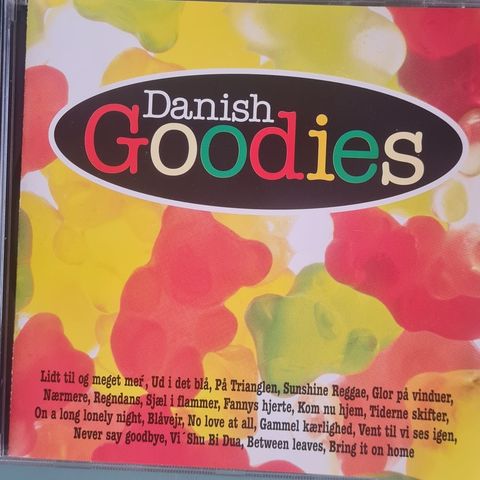 Danish
Goodies
Lidt til og meget mer´, Ud i det blå, På Trianglen, Sunshine Reggae, Glor på vinduer,
Nærmere, Regndans, Sjæl i flammer, Fannys hjerte, Kom nu hjem, Tiderne skifter,
On a long lonely night, Blåvejr, No love at all, Gammel kærlighed, Vent til vi ses igen,
Never say goodbye, Vi´Shu Bi Dua, Between leaves, Bring it on home